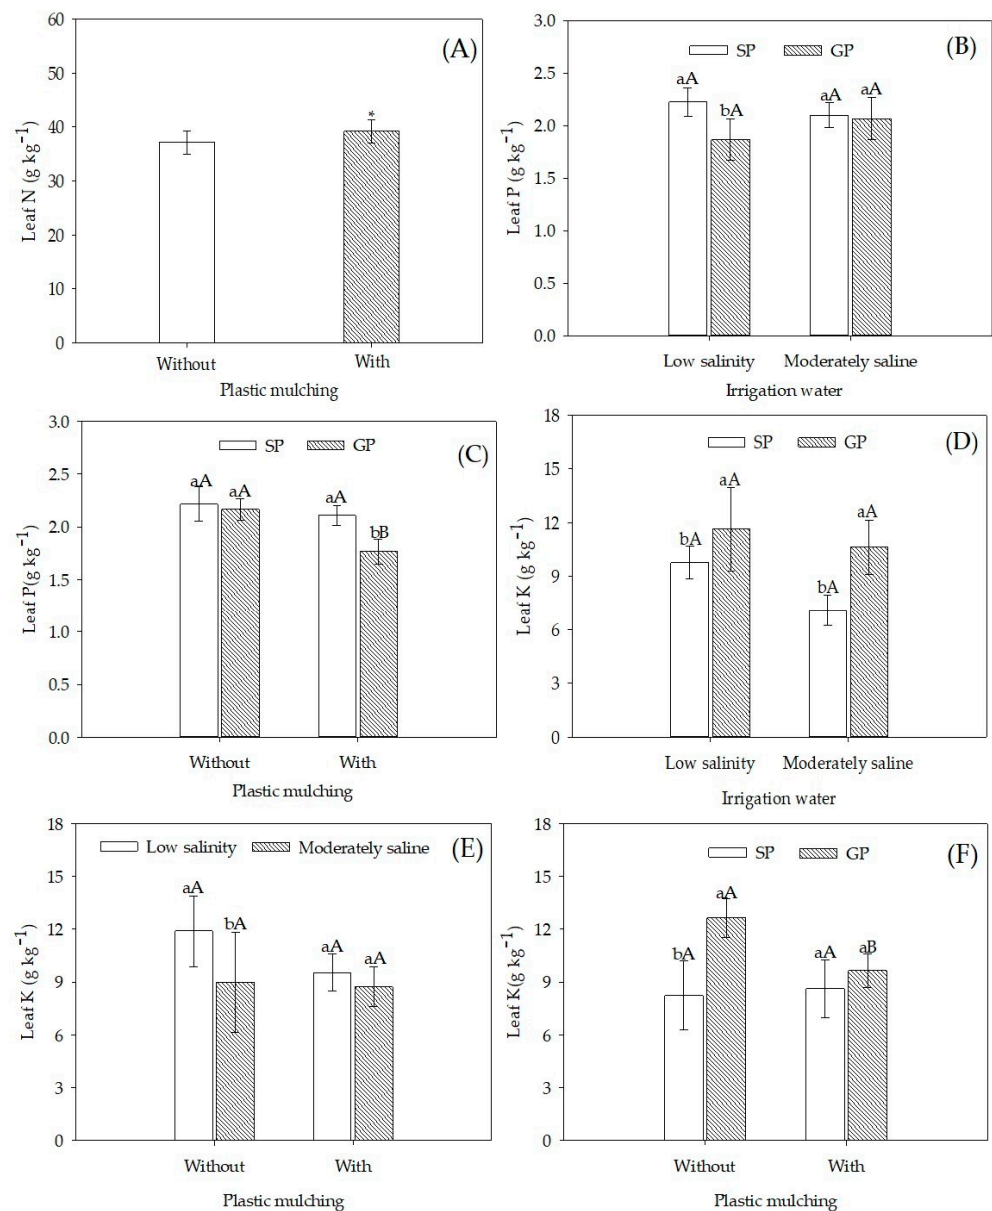 (A)
60
50
40
30
20
10
0
Leaf N (g kg⁻¹)
*
Without
With
Plastic mulching
(B)
SP
GP
3.0
2.5
2.0
1.5
1.0
0.5
0.0
Leaf P (g kg⁻¹)
aA
bA
aA
aA
Low salinity
Moderately saline
Irrigation water
(C)
SP
GP
3.0
2.5
2.0
1.5
1.0
0.5
0.0
Leaf P(g kg⁻¹)
aA
aA
aA
bB
Without
With
Plastic mulching
(D)
SP
GP
18
15
12
9
6
3
0
Leaf K (g kg⁻¹)
bA
aA
bA
aA
Low salinity
Moderately saline
Irrigation water
(E)
Low salinity
Moderately saline
18
15
12
9
6
3
0
Leaf K (g kg⁻¹)
aA
bA
aA
aA
Without
With
Plastic mulching
(F)
SP
GP
18
15
12
9
6
3
0
Leaf K(g kg⁻¹)
bA
aA
aA
aB
Without
With
Plastic mulching